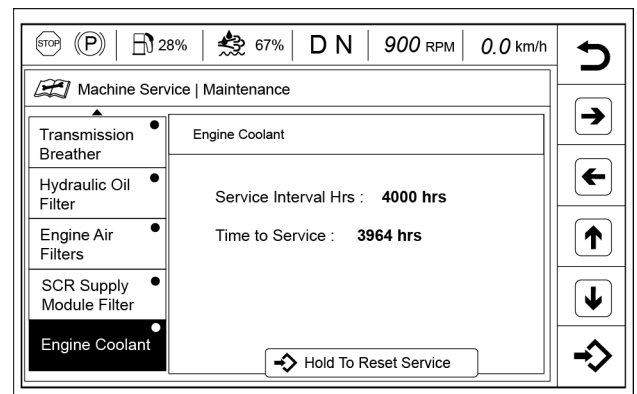 STOP (P) 28% 67% D N 900 RPM 0.0 km/h
Machine Service | Maintenance
Transmission
Breather
Hydraulic Oil
Filter
Engine Air
Filters
SCR Supply
Module Filter
Engine Coolant
Engine Coolant
Service Interval Hrs : 4000 hrs
Time to Service : 3964 hrs
Hold To Reset Service